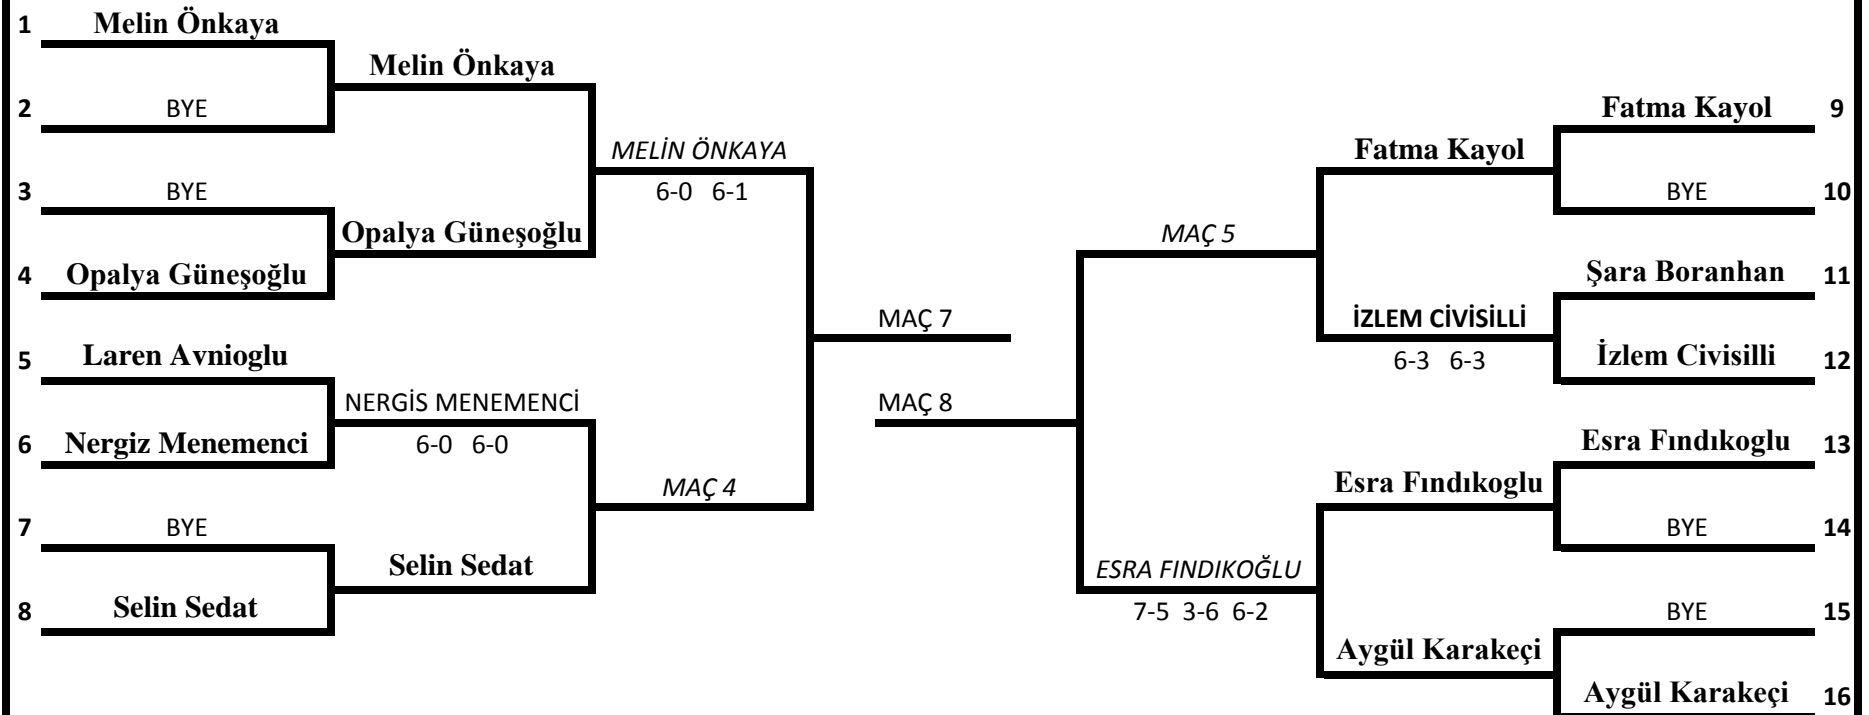 1 Melin Önkaya
Melin Önkaya
2 BYE
MELİN ÖNKAYA
6-0 6-1
3 BYE
Opalya Güneşoğlu
4 Opalya Güneşoğlu
MAÇ 7
5 Laren Avnioglu
NERGİS MENEMENCİ
6-0 6-0
6 Nergiz Menemenci
MAÇ 4
7 BYE
Selin Sedat
8 Selin Sedat
Fatma Kayol 9
Fatma Kayol
BYE 10
MAÇ 5
Şara Boranhan 11
İZLEM CİVİSİLLİ
6-3 6-3
İzlem Civisilli 12
MAÇ 8
Esra Fındıkoglu 13
Esra Fındıkoglu
BYE 14
ESRA FINDIKOĞLU
7-5 3-6 6-2
BYE 15
Aygül Karakeçi
Aygül Karakeçi 16